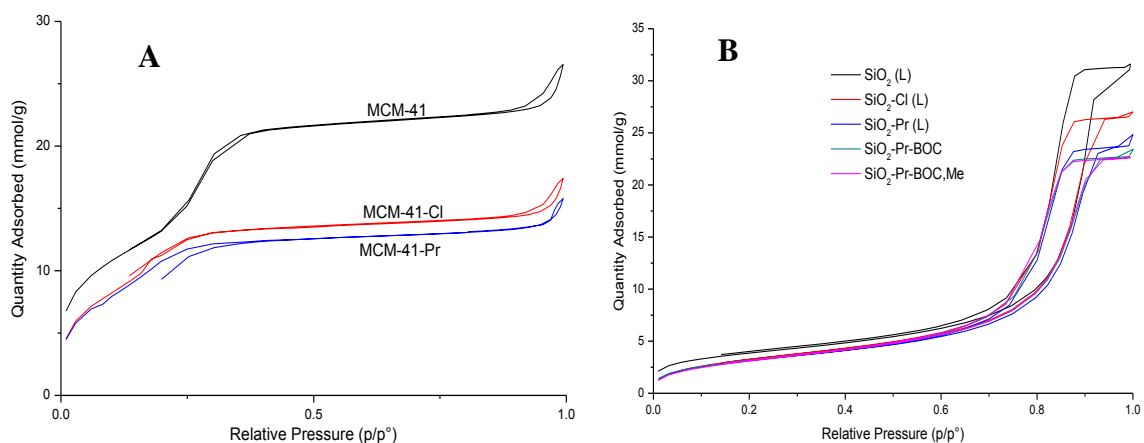 A
30
20
10
0
MCM-41
MCM-41-Cl
MCM-41-Pr
0.0
0.5
1.0
Quantity Adsorbed (mmol/g)
Relative Pressure (p/p°)
B
35
30
25
20
15
10
5
0
SiO₂ (L)
SiO₂-Cl (L)
SiO₂-Pr (L)
SiO₂-Pr-BOC
SiO₂-Pr-BOC,Me
0.0
0.2
0.4
0.6
0.8
1.0
Quantity Adsorbed (mmol/g)
Relative Pressure (p/p°)